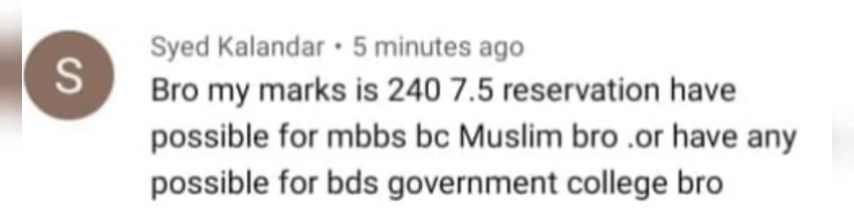 S
Syed Kalandar • 5 minutes ago
Bro my marks is 240 7.5 reservation have
possible for mbbs bc Muslim bro .or have any
possible for bds government college bro